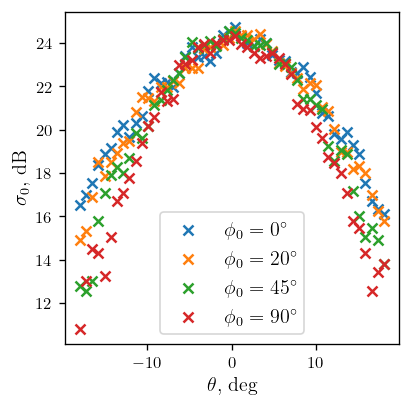 24
22
20
18
16
14
12
σ₀, dB
ϕ₀ = 0°
ϕ₀ = 20°
ϕ₀ = 45°
ϕ₀ = 90°
−10 0 10
θ, deg